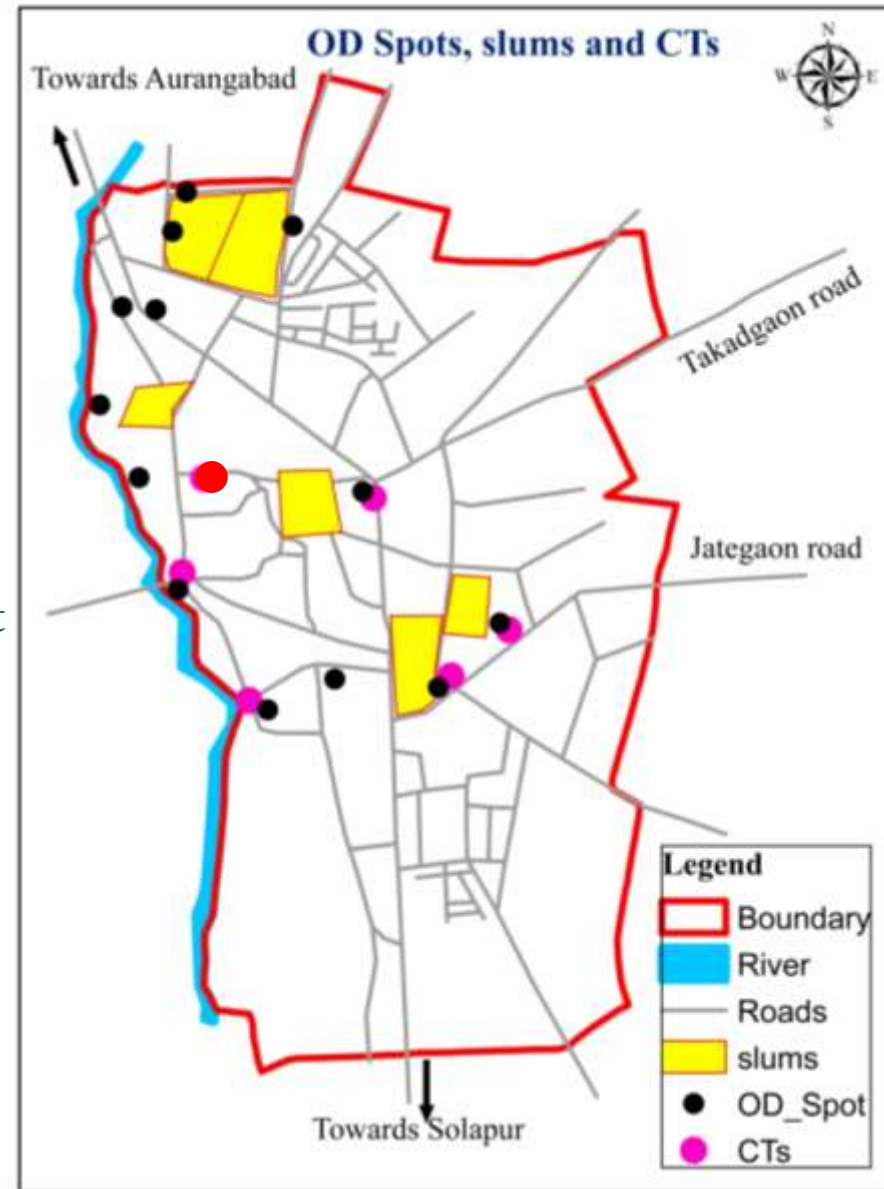 OD Spots, slums and CTs
Towards Aurangabad
N
W
E
S
Takadgaon road
Jategaon road
t
Legend
Boundary
River
Roads
slums
OD_Spot
CTs
Towards Solapur